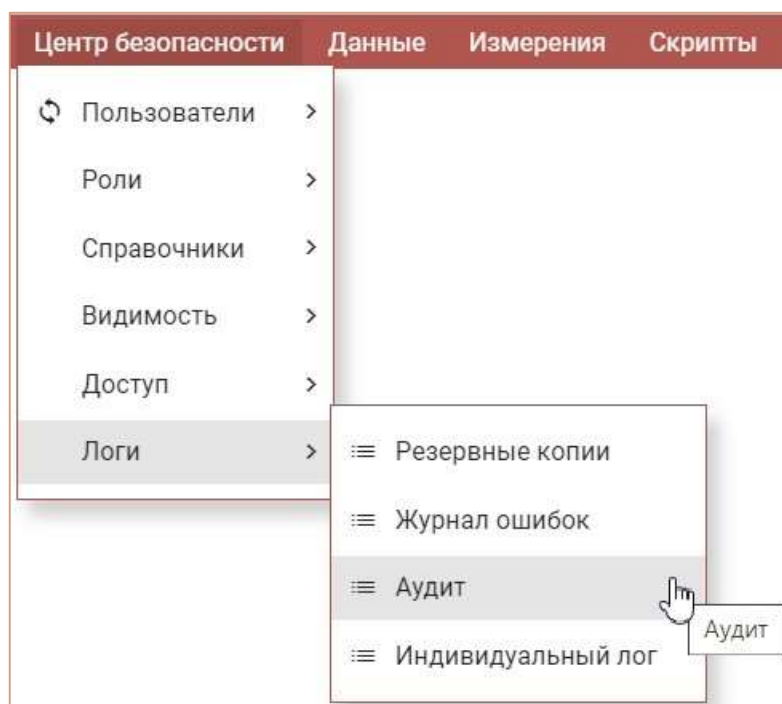 Центр безопасности Данные Измерения Скрипты
Пользователи
Роли
Справочники
Видимость
Доступ
Логи
Резервные копии
Журнал ошибок
Аудит
Аудит
Индивидуальный лог